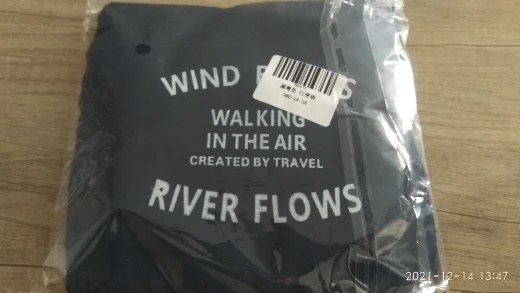 WIND
WALKING
IN THE AIR
CREATED BY TRAVEL
RIVER FLOWS
2021-12-14 13:47